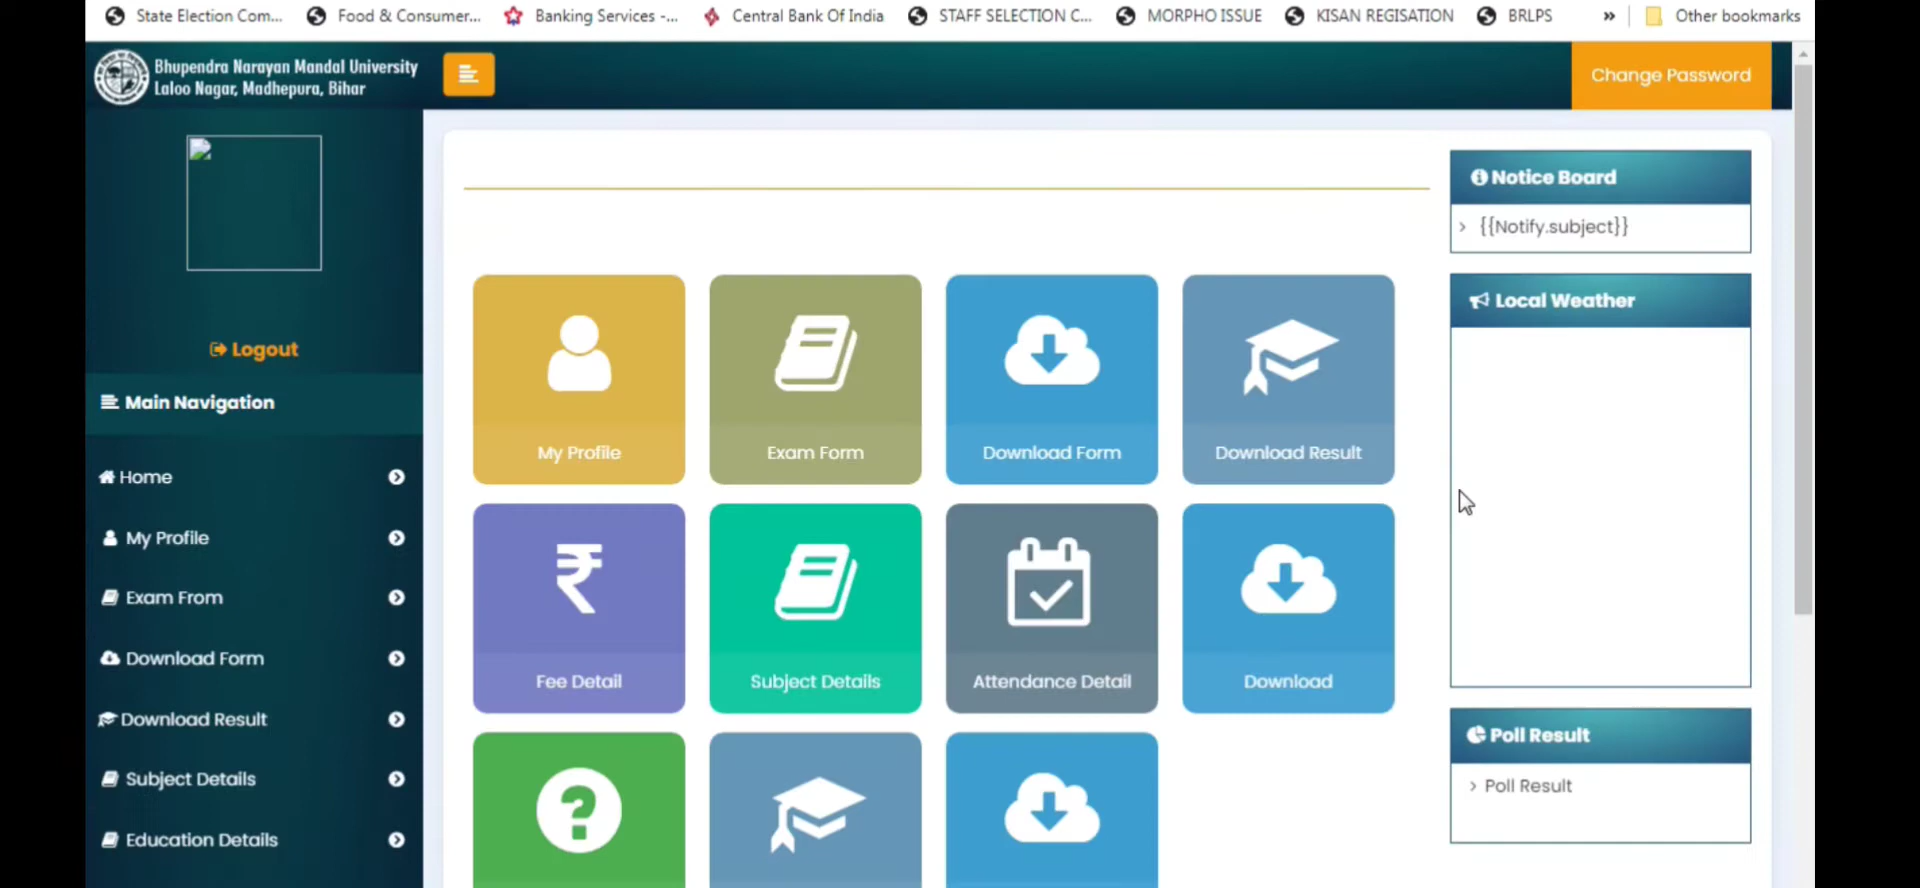 State Election Com...
Food & Consumer...
Banking Services -...
Central Bank Of India
STAFF SELECTION C...
MORPHO ISSUE
KISAN REGISATION
BRLPS
»
Other bookmarks
Bhupendra Narayan Mandal University
Laloo Nagar, Madhepura, Bihar
Change Password
Logout
Main Navigation
Home
My Profile
Exam From
Download Form
Download Result
Subject Details
Education Details
My Profile
Exam Form
Download Form
Download Result
Fee Detail
Subject Details
Attendance Detail
Download
Notice Board
{{Notify.subject}}
Local Weather
Poll Result
Poll Result